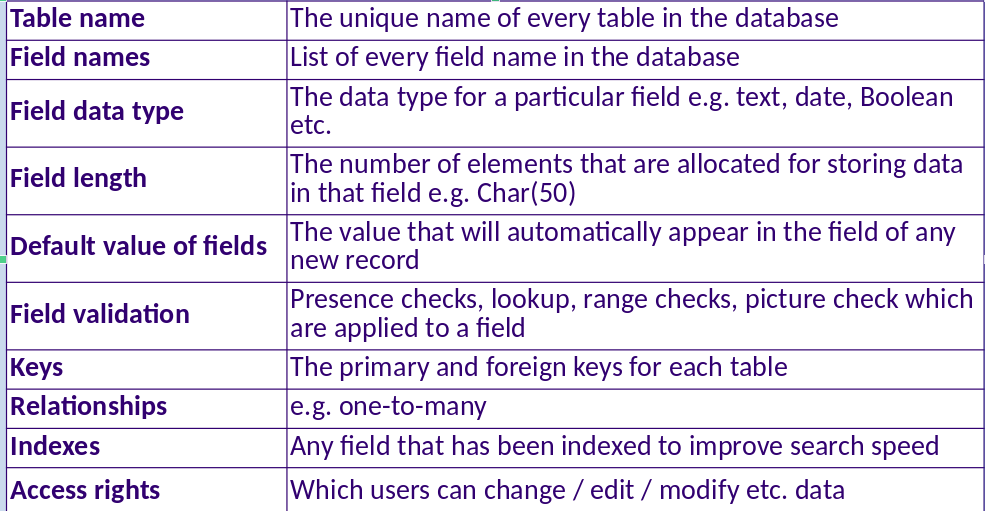 Table name
The unique name of every table in the database
Field names
List of every field name in the database
Field data type
The data type for a particular field e.g. text, date, Boolean
etc.
Field length
The number of elements that are allocated for storing data
in that field e.g. Char(50)
Default value of fields
The value that will automatically appear in the field of any
new record
Field validation
Presence checks, lookup, range checks, picture check which
are applied to a field
Keys
The primary and foreign keys for each table
Relationships
e.g. one-to-many
Indexes
Any field that has been indexed to improve search speed
Access rights
Which users can change / edit / modify etc. data